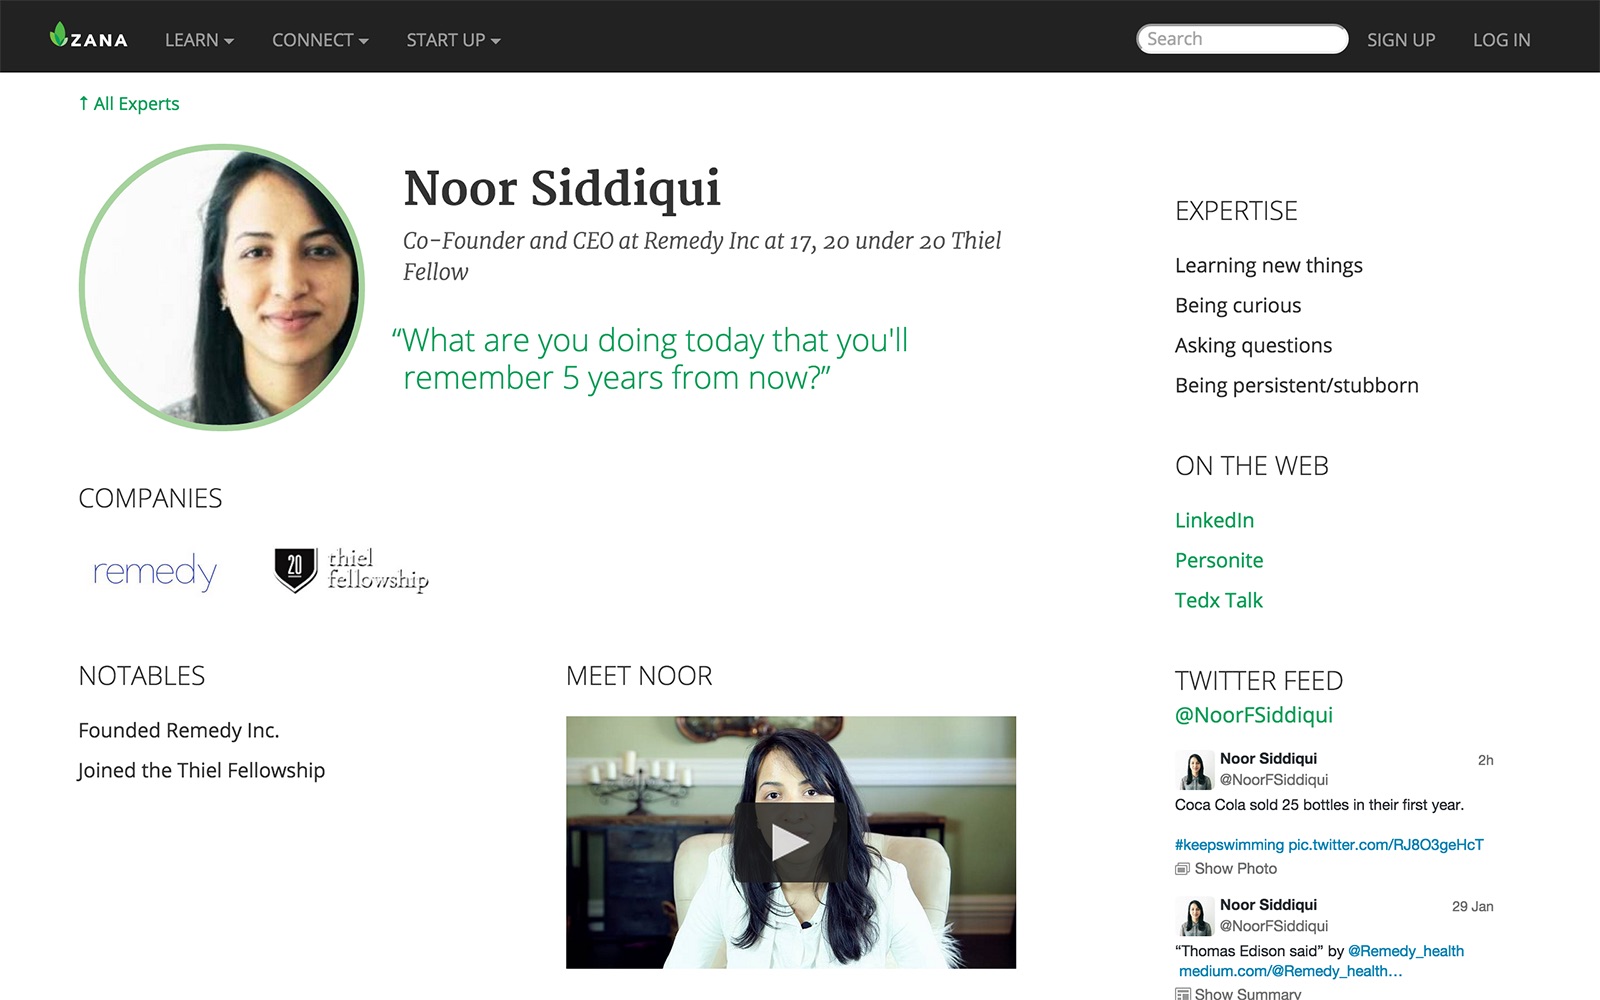 ZANA
LEARN
CONNECT
START UP
Search
SIGN UP
LOG IN
↑ All Experts
Noor Siddiqui
Co-Founder and CEO at Remedy Inc at 17, 20 under 20 Thiel
Fellow
“What are you doing today that you'll
remember 5 years from now?”
COMPANIES
remedy
20
thiel
fellowship
NOTABLES
Founded Remedy Inc.
Joined the Thiel Fellowship
MEET NOOR
EXPERTISE
Learning new things
Being curious
Asking questions
Being persistent/stubborn
ON THE WEB
LinkedIn
Personite
Tedx Talk
TWITTER FEED
@NoorFSiddiqui
Noor Siddiqui 2h
@NoorFSiddiqui
Coca Cola sold 25 bottles in their first year.
#keepswimming pic.twitter.com/RJ8O3geHcT
Show Photo
Noor Siddiqui 29 Jan
@NoorFSiddiqui
“Thomas Edison said” by @Remedy_health
medium.com/@Remedy_health…
Show Summary